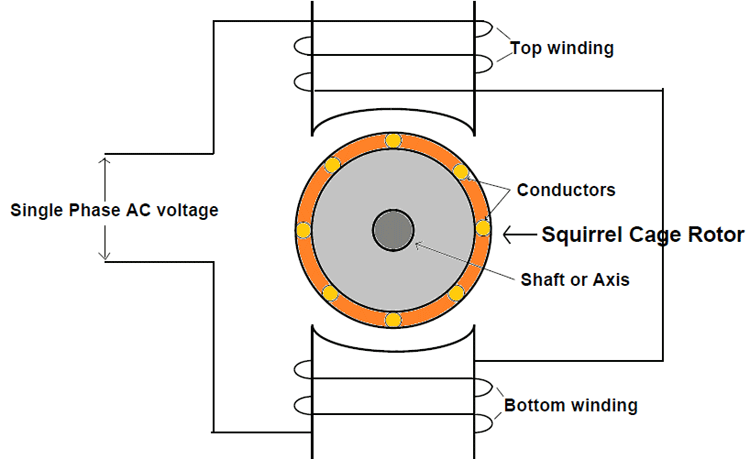 Top winding
Conductors
Single Phase AC voltage
Squirrel Cage Rotor
Shaft or Axis
Bottom winding